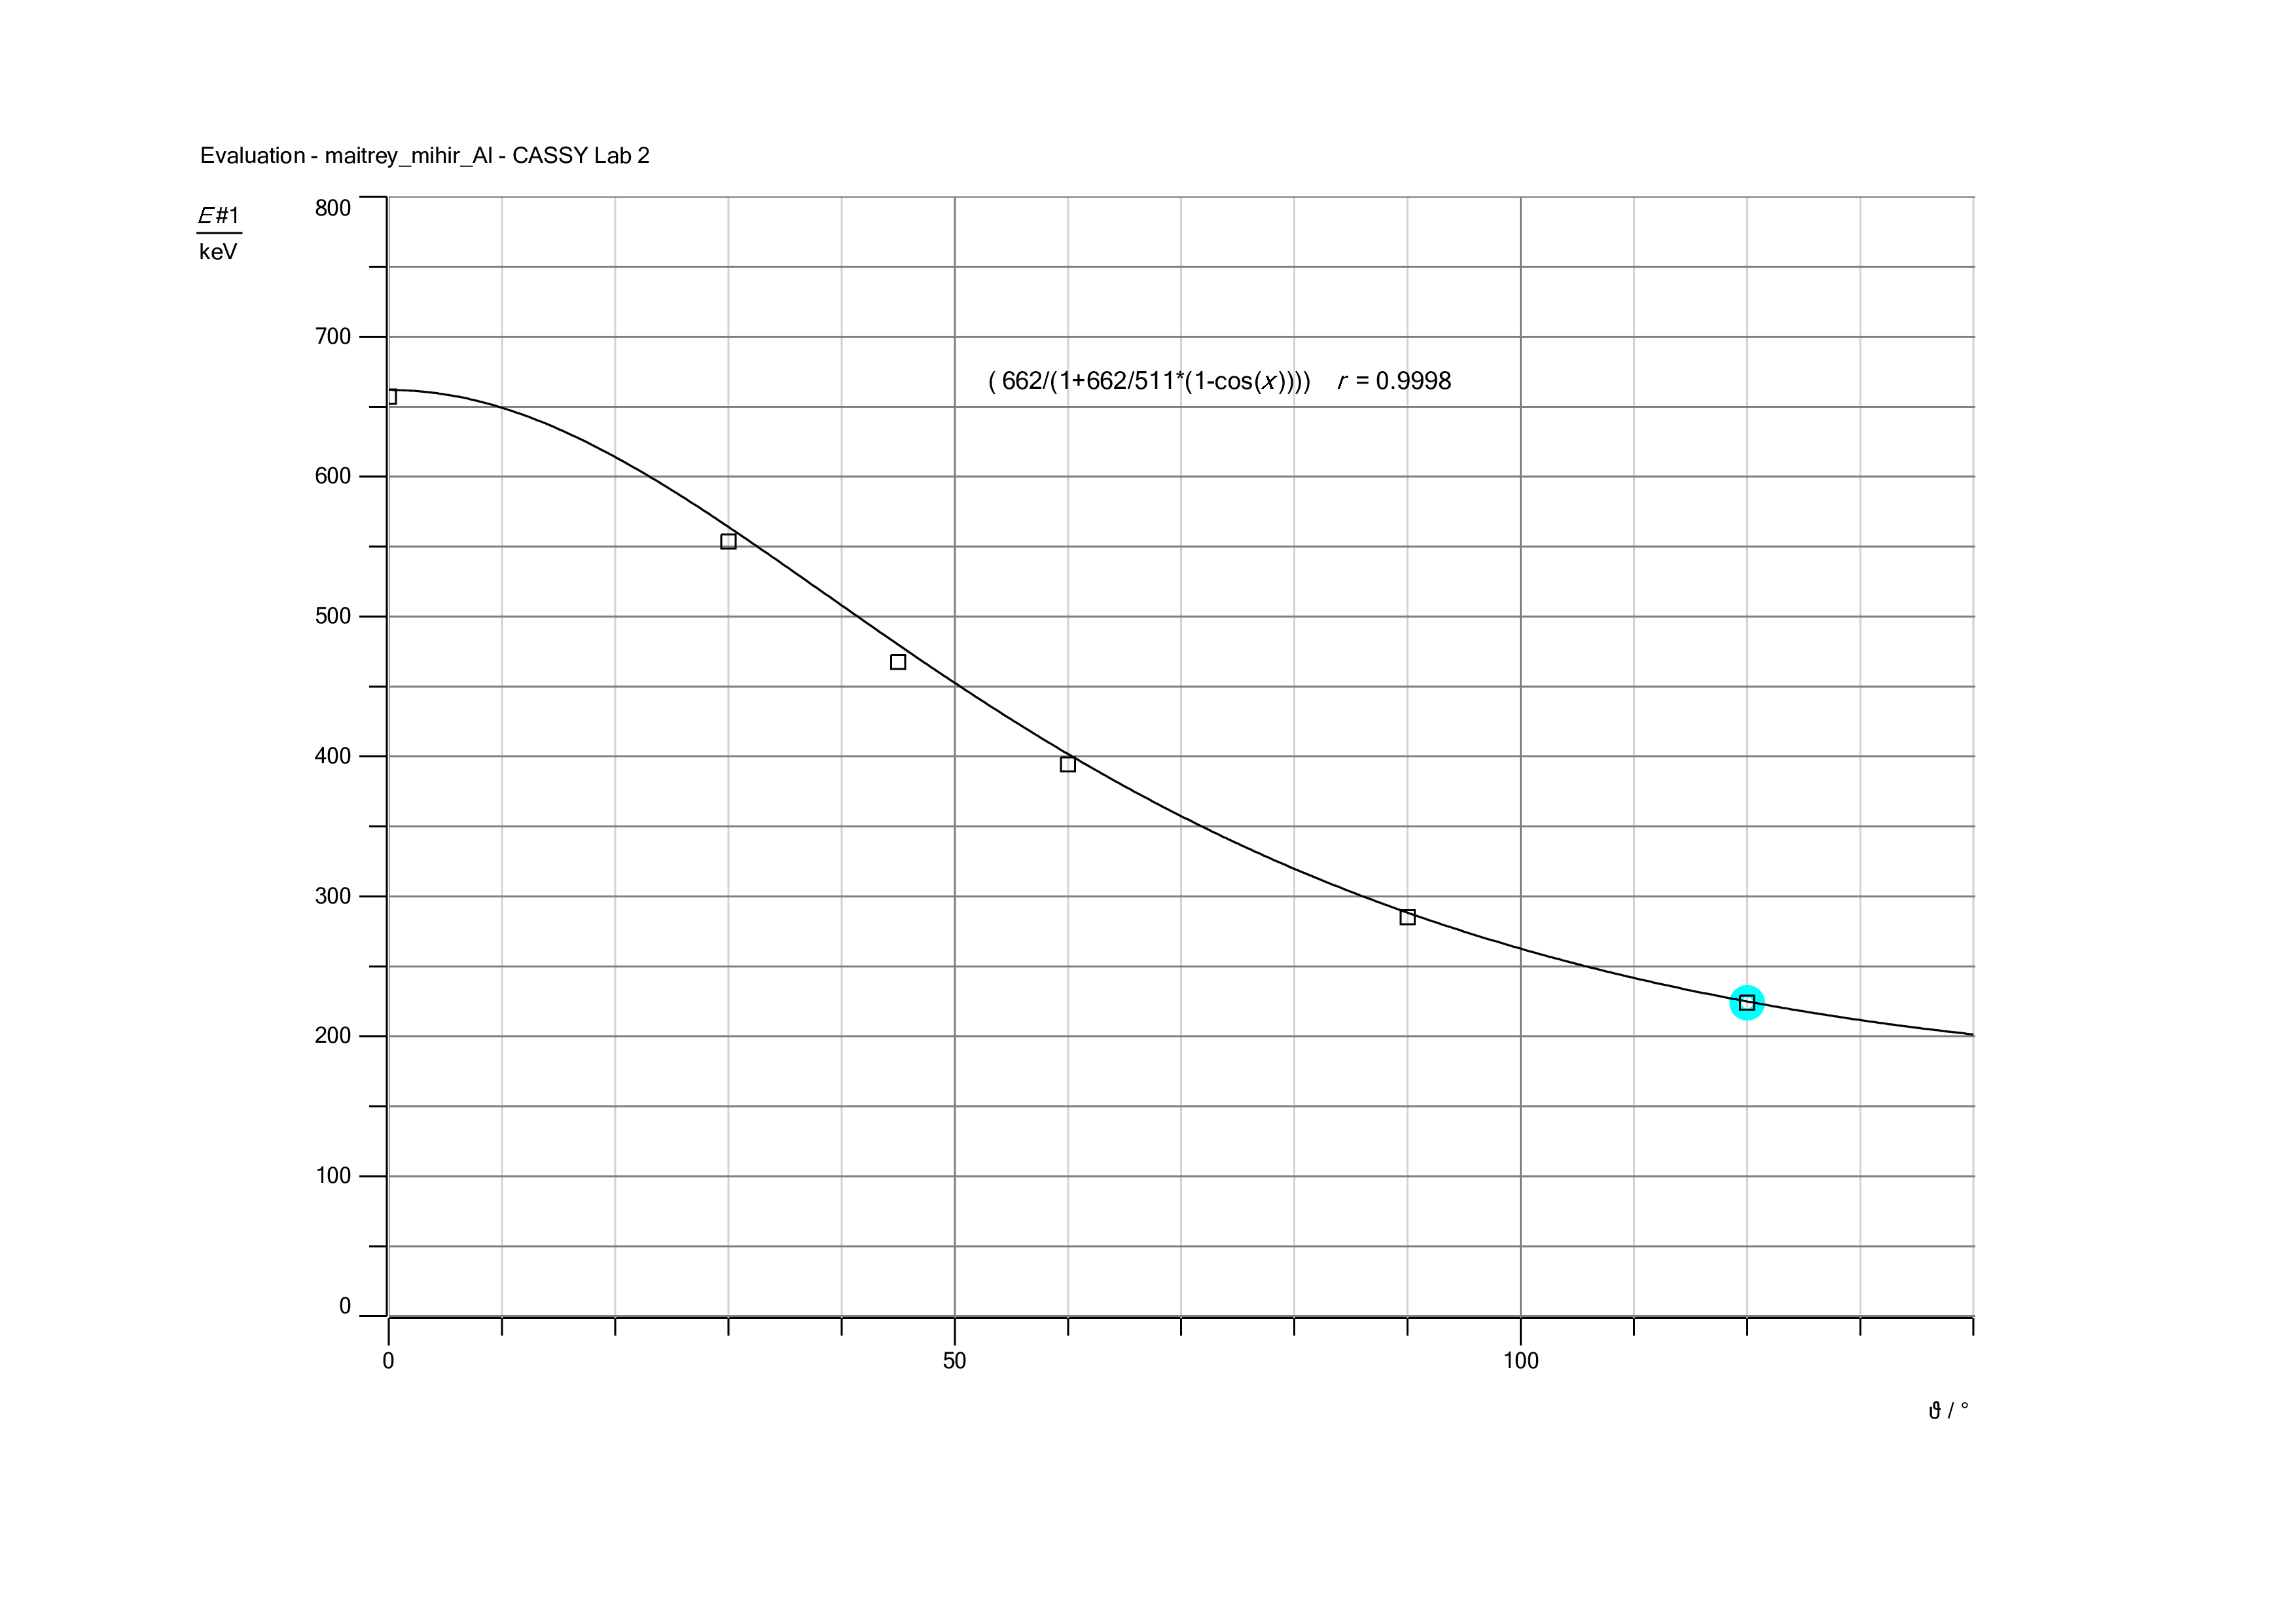 Evaluation - maitrey_mihir_Al - CASSY Lab 2
E#1
keV
800
700
( 662/(1+662/511*(1-cos(x)))) r = 0.9998
600
500
400
300
200
100
0
0 50 100
ϑ / °